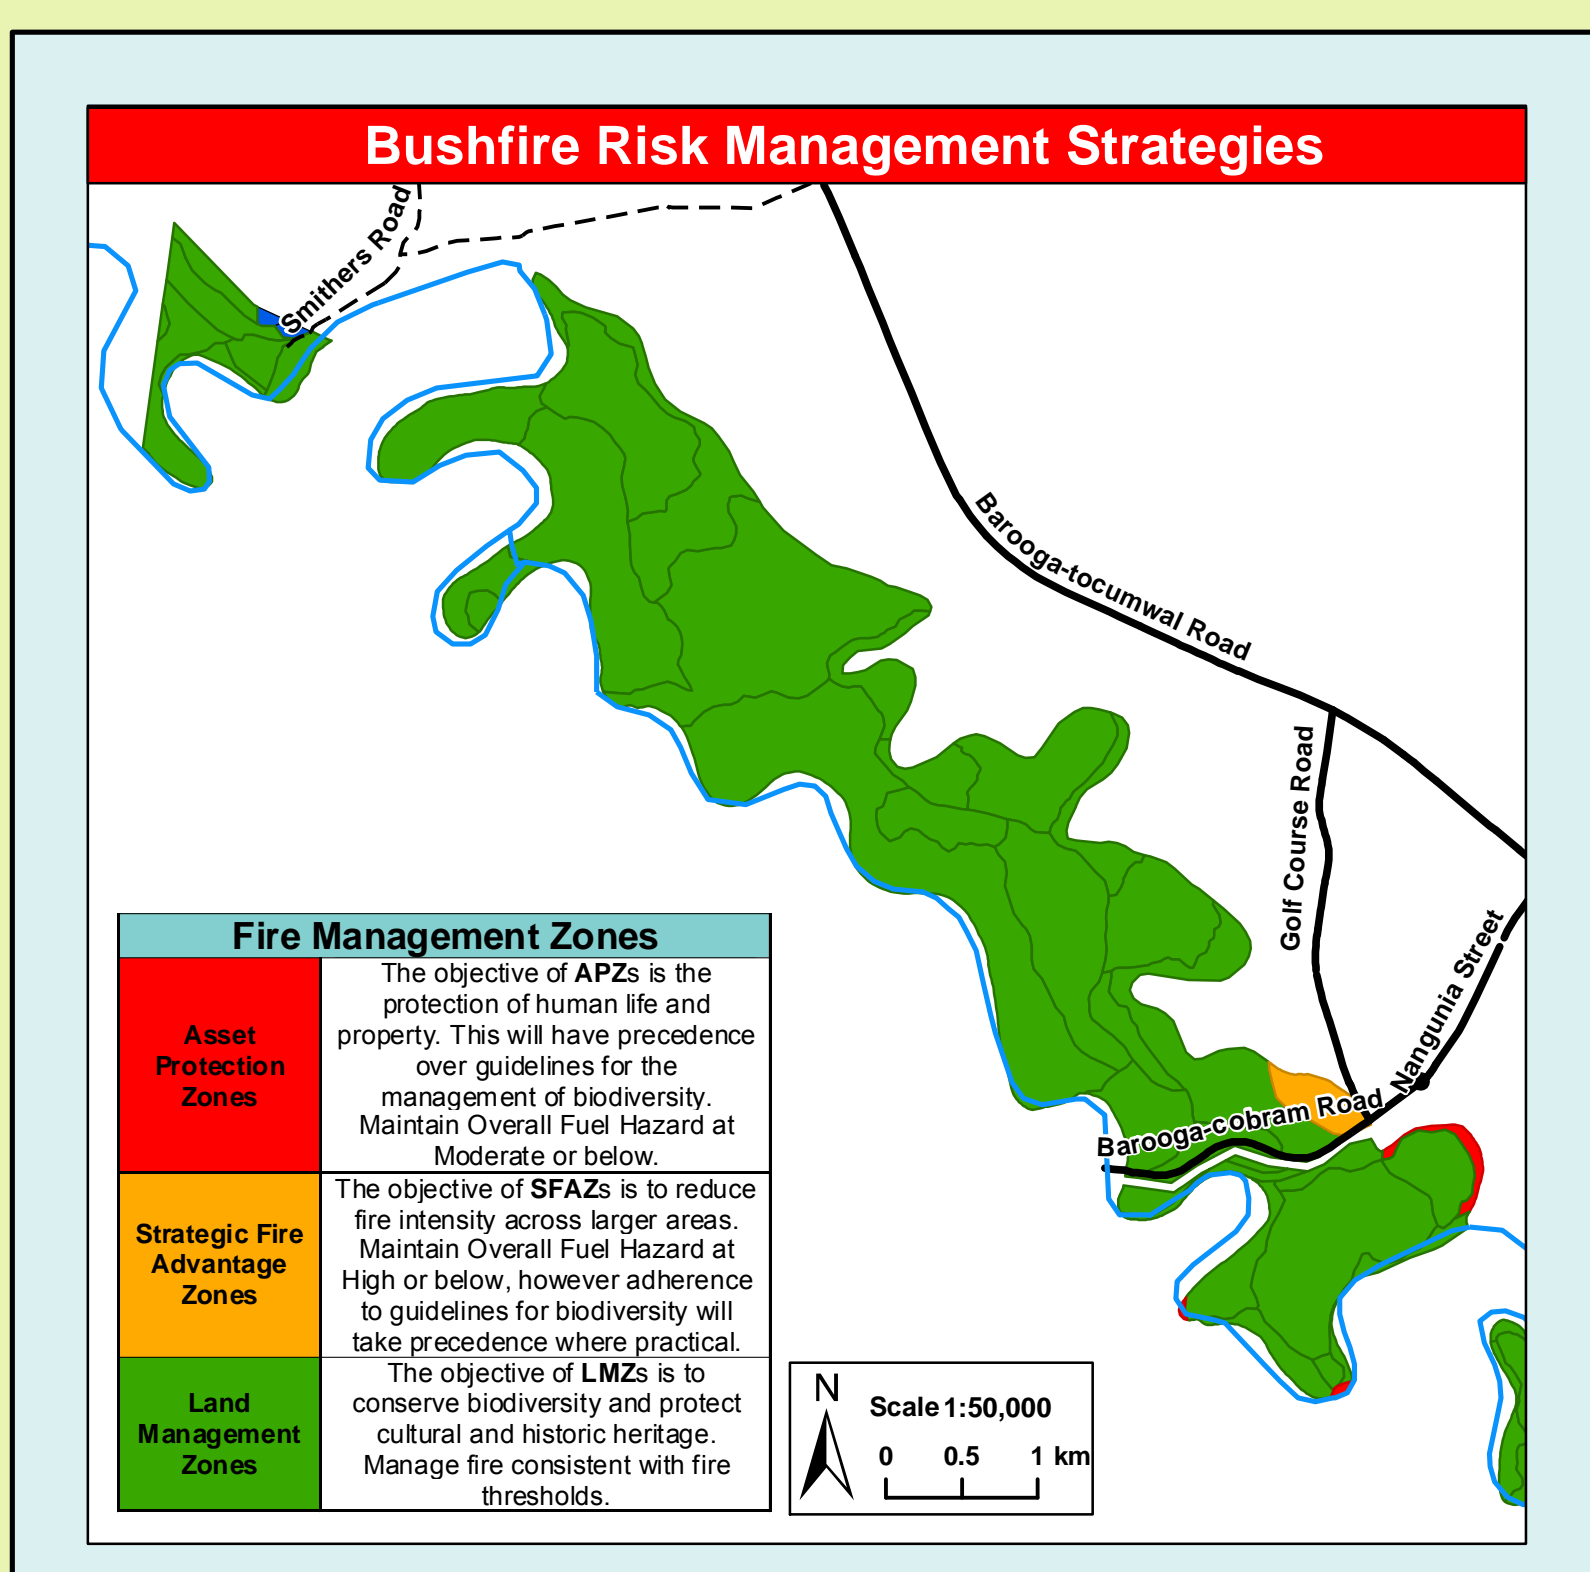 Bushfire Risk Management Strategies
Smithers Road
Barooga-tocumwal Road
Golf Course Road
Nangunia Street
Barooga-cobram Road
Fire Management Zones
Asset
Protection
Zones
The objective of APZs is the
protection of human life and
property. This will have precedence
over guidelines for the
management of biodiversity.
Maintain Overall Fuel Hazard at
Moderate or below.
Strategic Fire
Advantage
Zones
The objective of SFAZs is to reduce
fire intensity across larger areas.
Maintain Overall Fuel Hazard at
High or below, however adherence
to guidelines for biodiversity will
take precedence where practical.
Land
Management
Zones
The objective of LMZs is to
conserve biodiversity and protect
cultural and historic heritage.
Manage fire consistent with fire
thresholds.
N
Scale 1:50,000
0 0.5 1 km